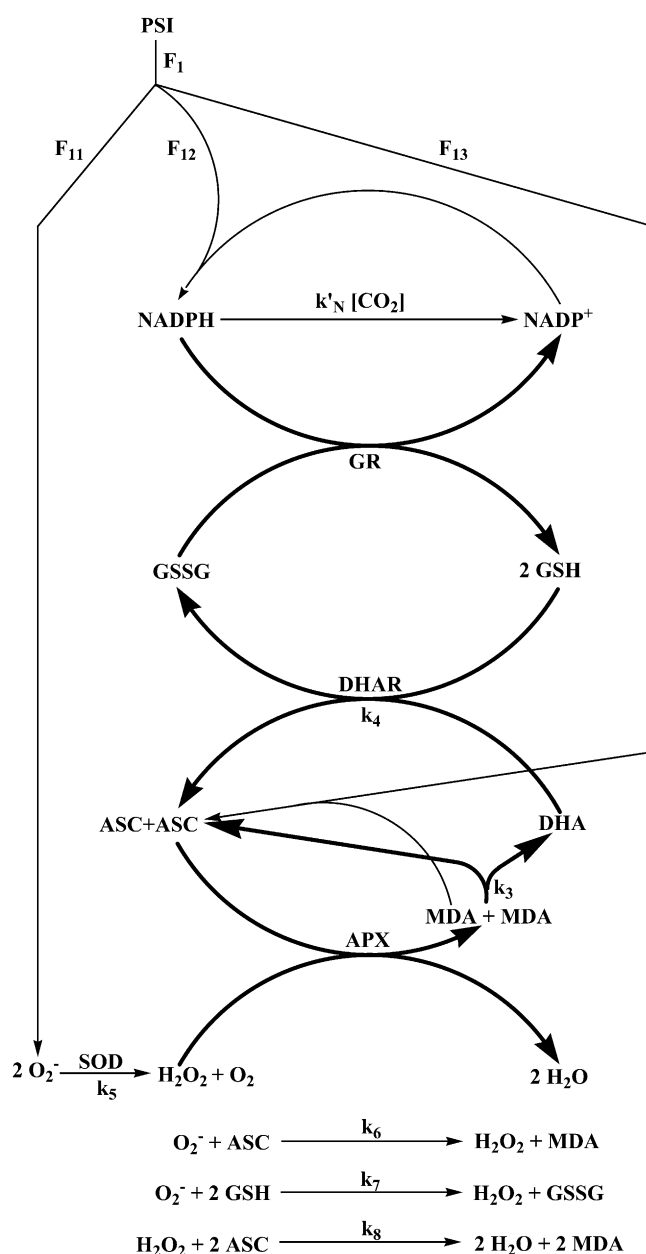 PSI
F₁
F₁₁
F₁₂
F₁₃
k'N [CO₂]
NADPH
NADP⁺
GR
GSSG
2 GSH
DHAR
k₄
ASC+ASC
DHA
k₃
MDA + MDA
APX
2 O₂⁻
SOD
k₅
H₂O₂ + O₂
2 H₂O
k₆
O₂⁻ + ASC H₂O₂ + MDA
k₇
O₂⁻ + 2 GSH H₂O₂ + GSSG
k₈
H₂O₂ + 2 ASC 2 H₂O + 2 MDA